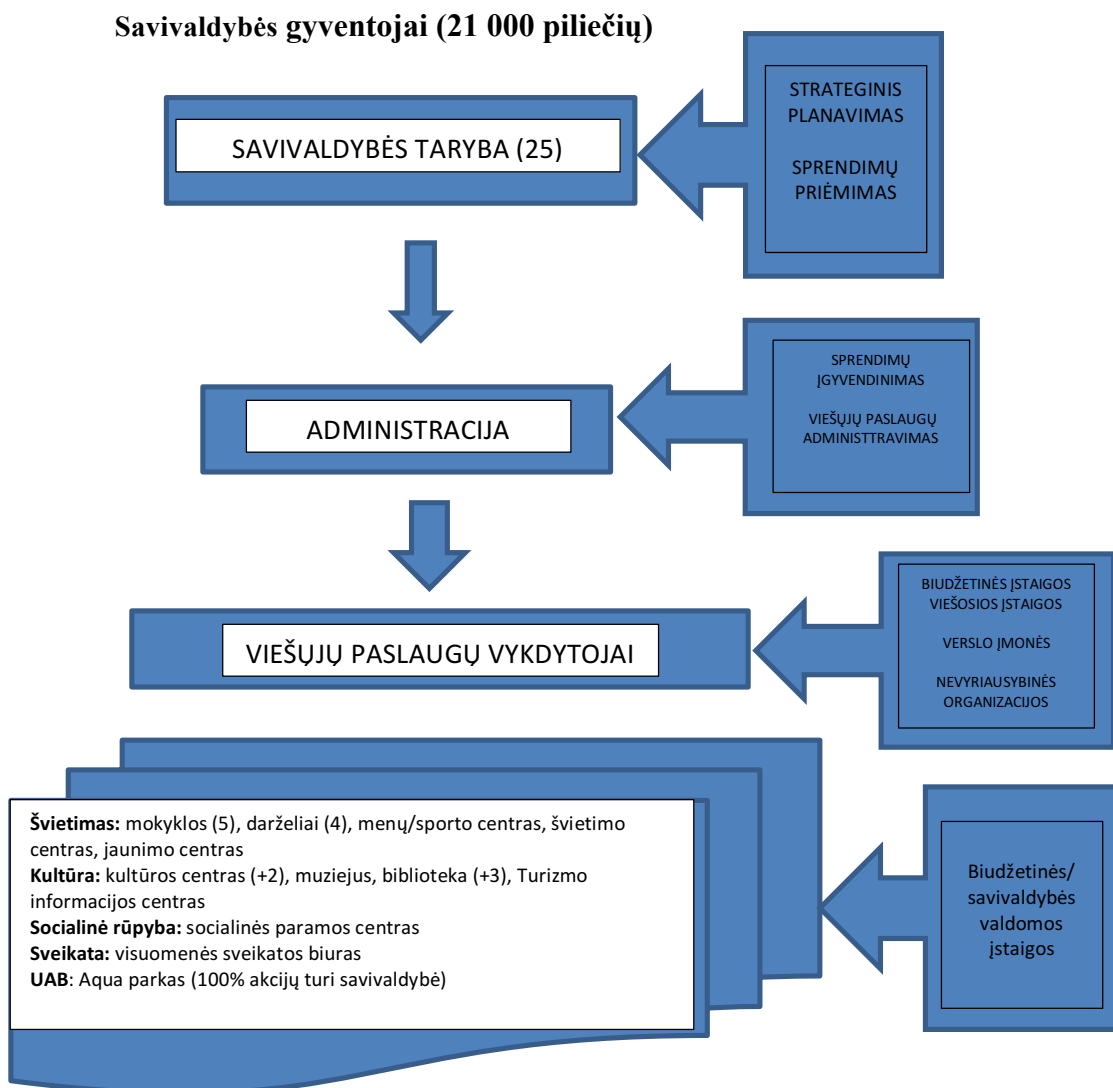 Savivaldybės gyventojai (21 000 piliečių)
STRATEGINIS
PLANAVIMAS
SPRENDIMŲ
PRIĖMIMAS
SAVIVALDYBĖS TARYBA (25)
SPRENDIMŲ
ĮGYVENDINIMAS
VIEŠŲJŲ PASLAUGŲ
ADMINISTTRAVIMAS
ADMINISTRACIJA
BIUDŽETINĖS ĮSTAIGOS
VIEŠOSIOS ĮSTAIGOS
VERSLO ĮMONĖS
NEVYRIAUSYBINĖS
ORGANIZACIJOS
VIEŠŲJŲ PASLAUGŲ VYKDYTOJAI
Švietimas: mokyklos (5), darželiai (4), menų/sporto centras, švietimo
centras, jaunimo centras
Kultūra: kultūros centras (+2), muziejus, biblioteka (+3), Turizmo
informacijos centras
Socialinė rūpyba: socialinės paramos centras
Sveikata: visuomenės sveikatos biuras
UAB: Aqua parkas (100% akcijų turi savivaldybė)
Biudžetinės/
savivaldybės
valdomos
įstaigos